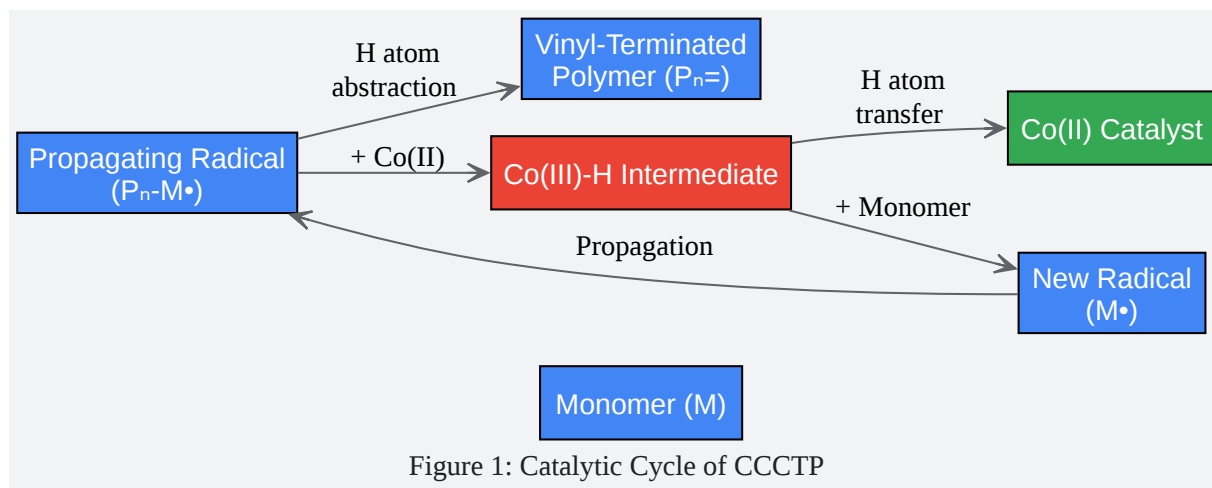 H atom
abstraction
Vinyl-Terminated
Polymer (Pₙ=)
H atom
transfer
Co(II) Catalyst
Propagating Radical
(Pₙ-M•)
+ Co(II)
Co(III)-H Intermediate
+ Monomer
Propagation
New Radical
(M•)
Monomer (M)
Figure 1: Catalytic Cycle of CCCTP